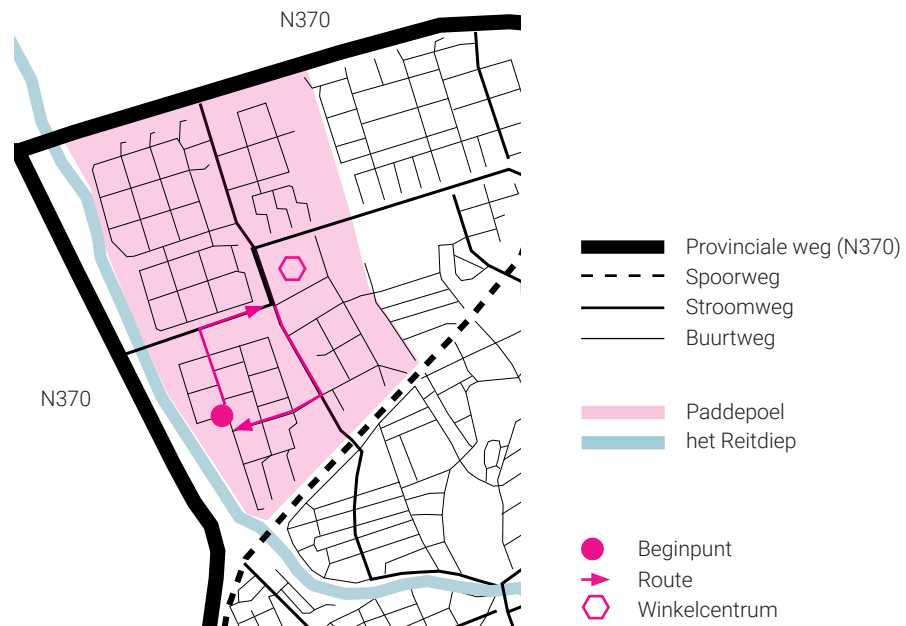 N370
N370
Provinciale weg (N370)
Spoorweg
Stroomweg
Buurtweg
Paddepoel
het Reitdiep
Beginpunt
Route
Winkelcentrum